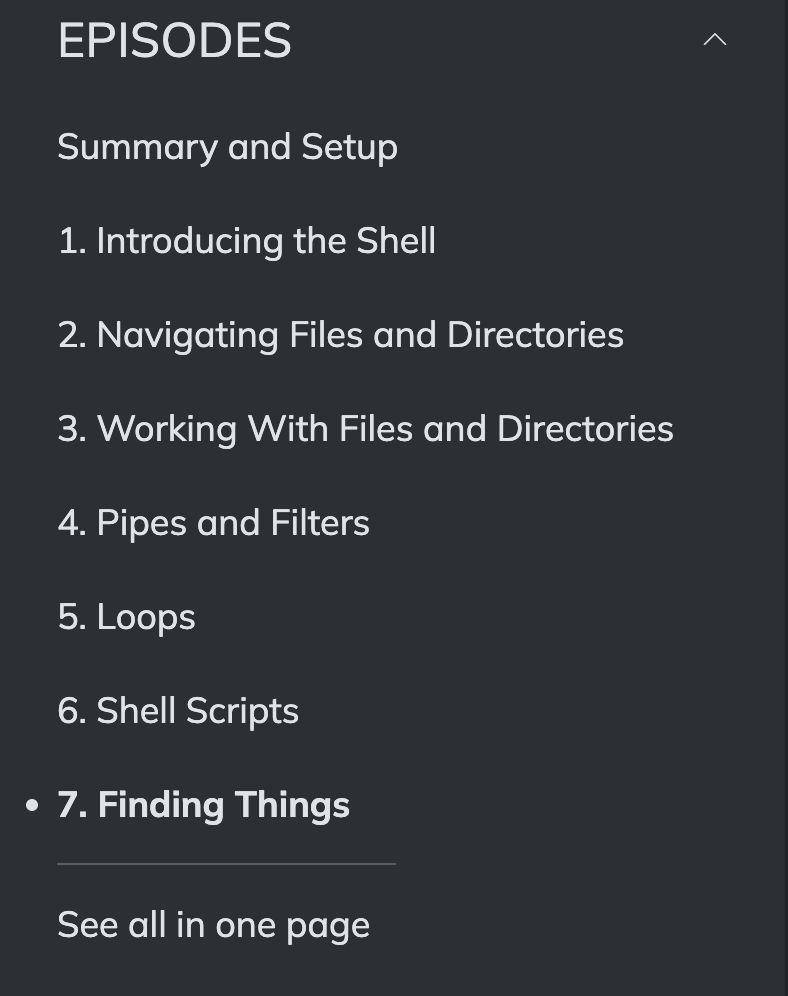 EPISODES
Summary and Setup
1. Introducing the Shell
2. Navigating Files and Directories
3. Working With Files and Directories
4. Pipes and Filters
5. Loops
6. Shell Scripts
• 7. Finding Things
See all in one page